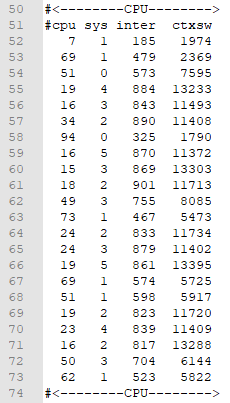 50 #<--------CPU-------->
51 #cpu sys inter  ctxsw
52    7   1   185   1974
53   69   1   479   2369
54   51   0   573   7595
55   19   4   884  13233
56   16   3   843  11493
57   34   2   890  11408
58   94   0   325   1790
59   16   5   870  11372
60   15   3   869  13303
61   18   2   901  11713
62   49   3   755   8085
63   73   1   467   5473
64   24   2   833  11734
65   24   3   879  11402
66   19   5   861  13395
67   69   1   574   5725
68   51   1   598   5917
69   19   2   823  11720
70   23   4   839  11409
71   16   2   817  13288
72   50   3   704   6144
73   62   1   523   5822
74 #<--------CPU-------->